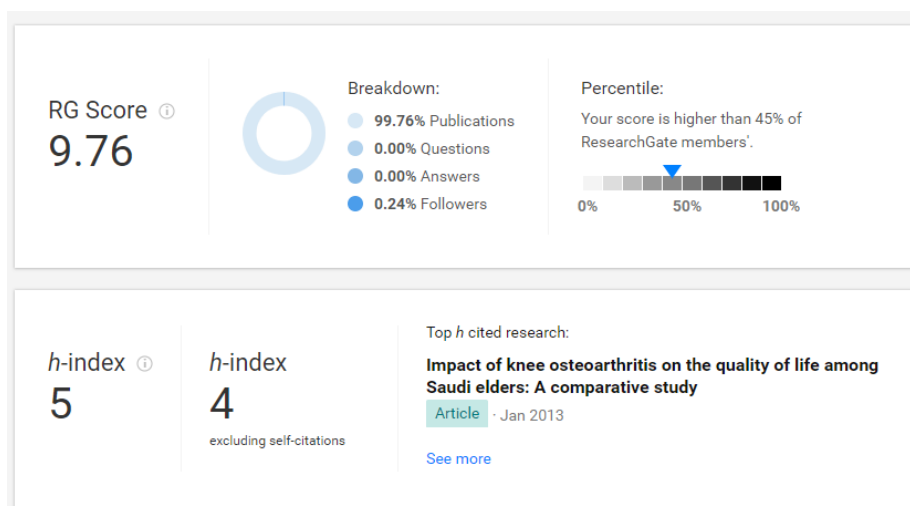 RG Score
9.76
Breakdown:
99.76% Publications
0.00% Questions
0.00% Answers
0.24% Followers
Percentile:
Your score is higher than 45% of
ResearchGate members'.
0% 50% 100%
h-index
5
h-index
4
excluding self-citations
Top h cited research:
Impact of knee osteoarthritis on the quality of life among
Saudi elders: A comparative study
Article · Jan 2013
See more